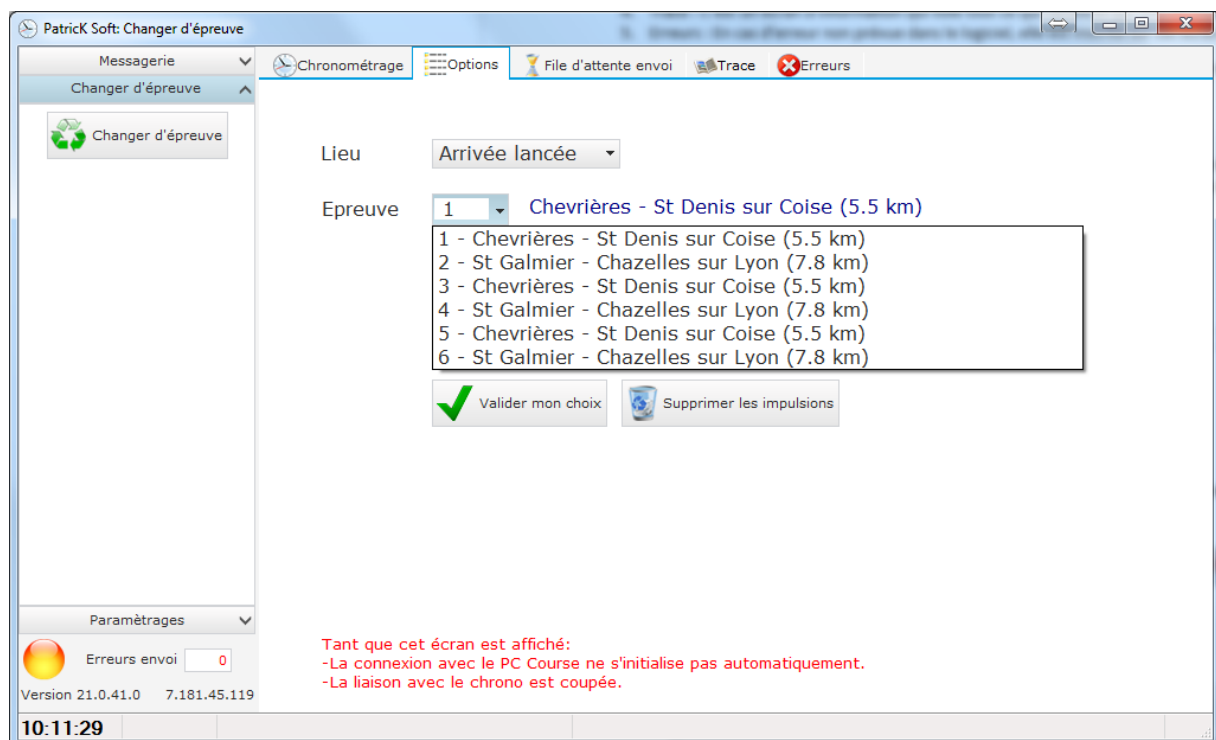 PatricK Soft: Changer d'épreuve
Messagerie
Changer d'épreuve
Changer d'épreuve
Chronométrage Options File d'attente envoi Trace Erreurs
Lieu Arrivée lancée
Epreuve 1 Chevrières - St Denis sur Coise (5.5 km)
1 - Chevrières - St Denis sur Coise (5.5 km)
2 - St Galmier - Chazelles sur Lyon (7.8 km)
3 - Chevrières - St Denis sur Coise (5.5 km)
4 - St Galmier - Chazelles sur Lyon (7.8 km)
5 - Chevrières - St Denis sur Coise (5.5 km)
6 - St Galmier - Chazelles sur Lyon (7.8 km)
Valider mon choix Supprimer les impulsions
Paramètrages
Erreurs envoi 0
Version 21.0.41.0 7.181.45.119
Tant que cet écran est affiché:
-La connexion avec le PC Course ne s'initialise pas automatiquement.
-La liaison avec le chrono est coupée.
10:11:29